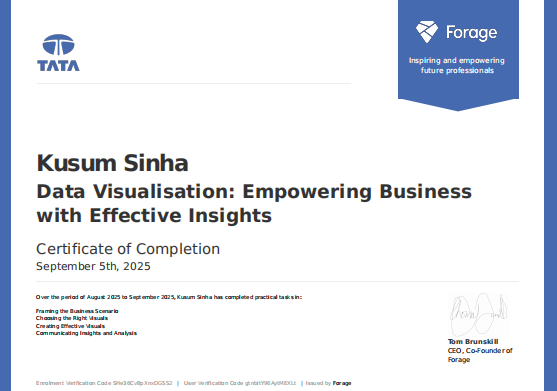 TATA
Forage
Inspiring and empowering
future professionals
Kusum Sinha
Data Visualisation: Empowering Business
with Effective Insights
Certificate of Completion
September 5th, 2025
Over the period of August 2025 to September 2025, Kusum Sinha has completed practical tasks in:
Framing the Business Scenario
Choosing the Right Visuals
Creating Effective Visuals
Communicating Insights and Analysis
Tom Brunskill
CEO, Co-Founder of
Forage
Enrolment Verification Code | User Verification Code | Issued by Forage